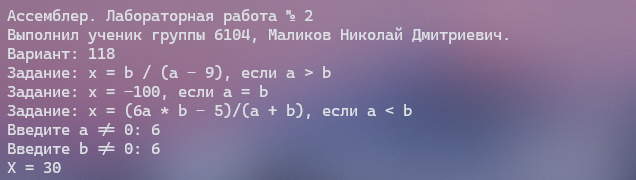 Ассемблер. Лабораторная работа № 2
Выполнил ученик группы 6104, Маликов Николай Дмитриевич.
Вариант: 118
Задание: x = b / (a - 9), если a > b
Задание: x = -100, если a = b
Задание: x = (6a * b - 5)/(a + b), если a < b
Введите a ≠ 0: 6
Введите b ≠ 0: 6
X = 30